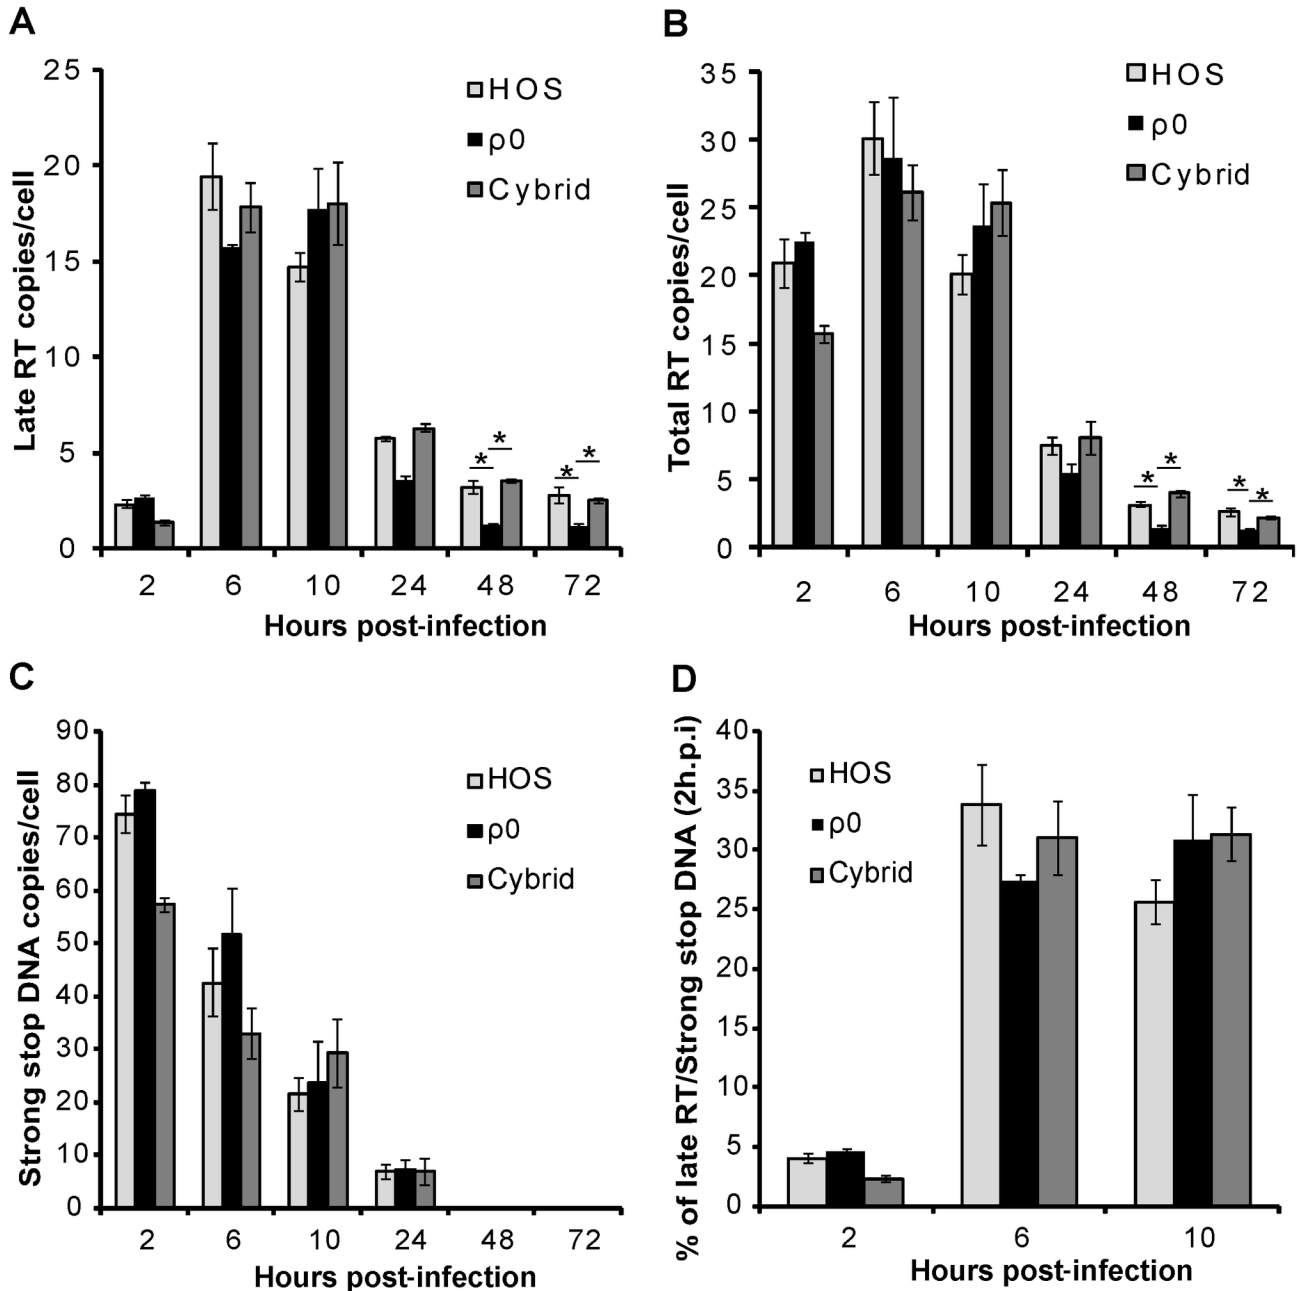 A
Late RT copies/cell
25
20
15
10
5
0
HOS
ρ0
Cybrid
* * * *
2 6 10 24 48 72
Hours post-infection
B
Total RT copies/cell
35
30
25
20
15
10
5
0
HOS
ρ0
Cybrid
* * * *
2 6 10 24 48 72
Hours post-infection
C
Strong stop DNA copies/cell
90
80
70
60
50
40
30
20
10
0
HOS
ρ0
Cybrid
2 6 10 24 48 72
Hours post-infection
D
% of late RT/Strong stop DNA (2h.p.i)
40
35
30
25
20
15
10
5
0
HOS
ρ0
Cybrid
2 6 10
Hours post-infection